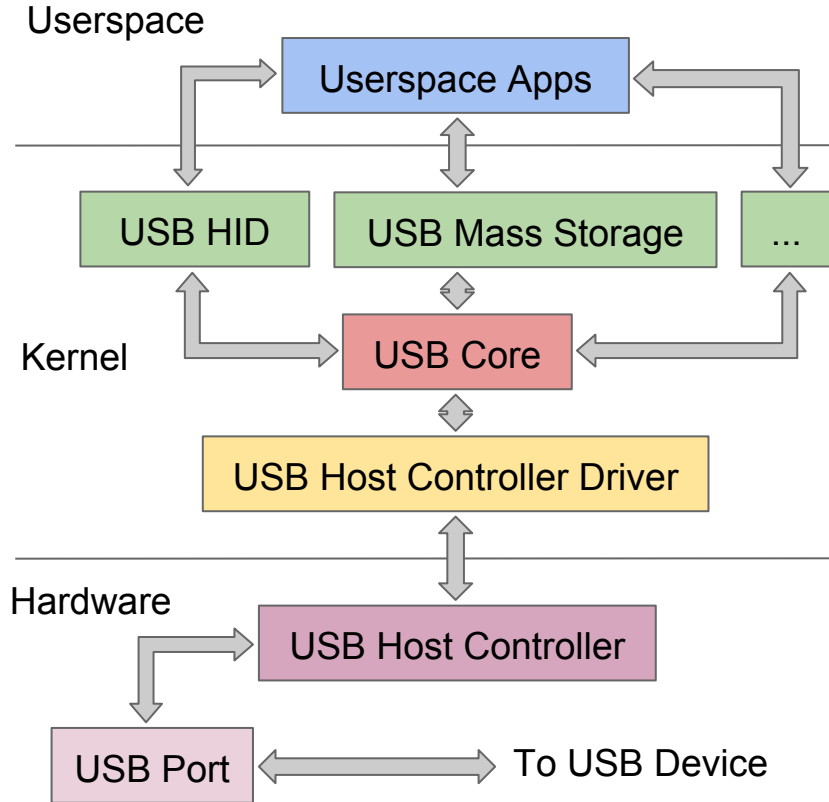 Userspace
Userspace Apps
USB HID
USB Mass Storage
...
USB Core
Kernel
USB Host Controller Driver
Hardware
USB Host Controller
USB Port
To USB Device